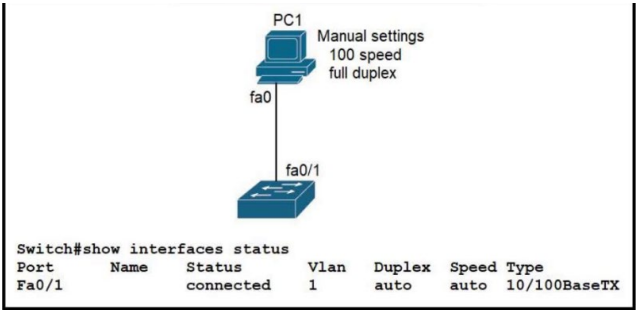 PC1
Manual settings
100 speed
full duplex
fa0
fa0/1
Switch#show interfaces status
Port Name Status Vlan Duplex Speed Type
Fa0/1 connected 1 auto auto 10/100BaseTX